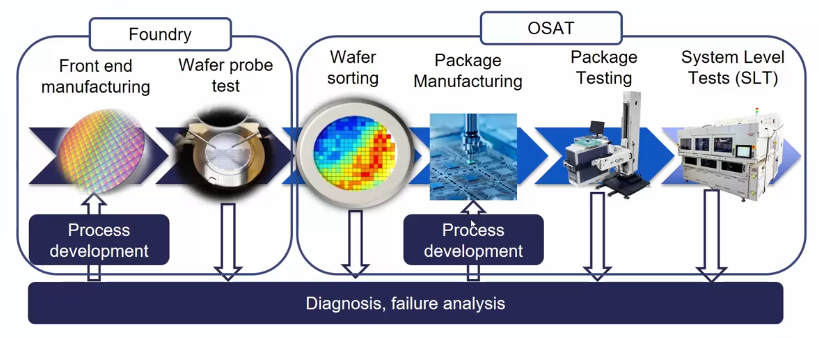 Foundry
OSAT
Front end
manufacturing
Wafer probe
test
Wafer
sorting
Package
Manufacturing
Package
Testing
System Level
Tests (SLT)
Process
development
Process
development
Diagnosis, failure analysis